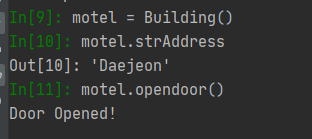 In[9]: motel = Building()
In[10]: motel.strAddress
Out[10]: 'Daejeon'
In[11]: motel.opendoor()
Door Opened!